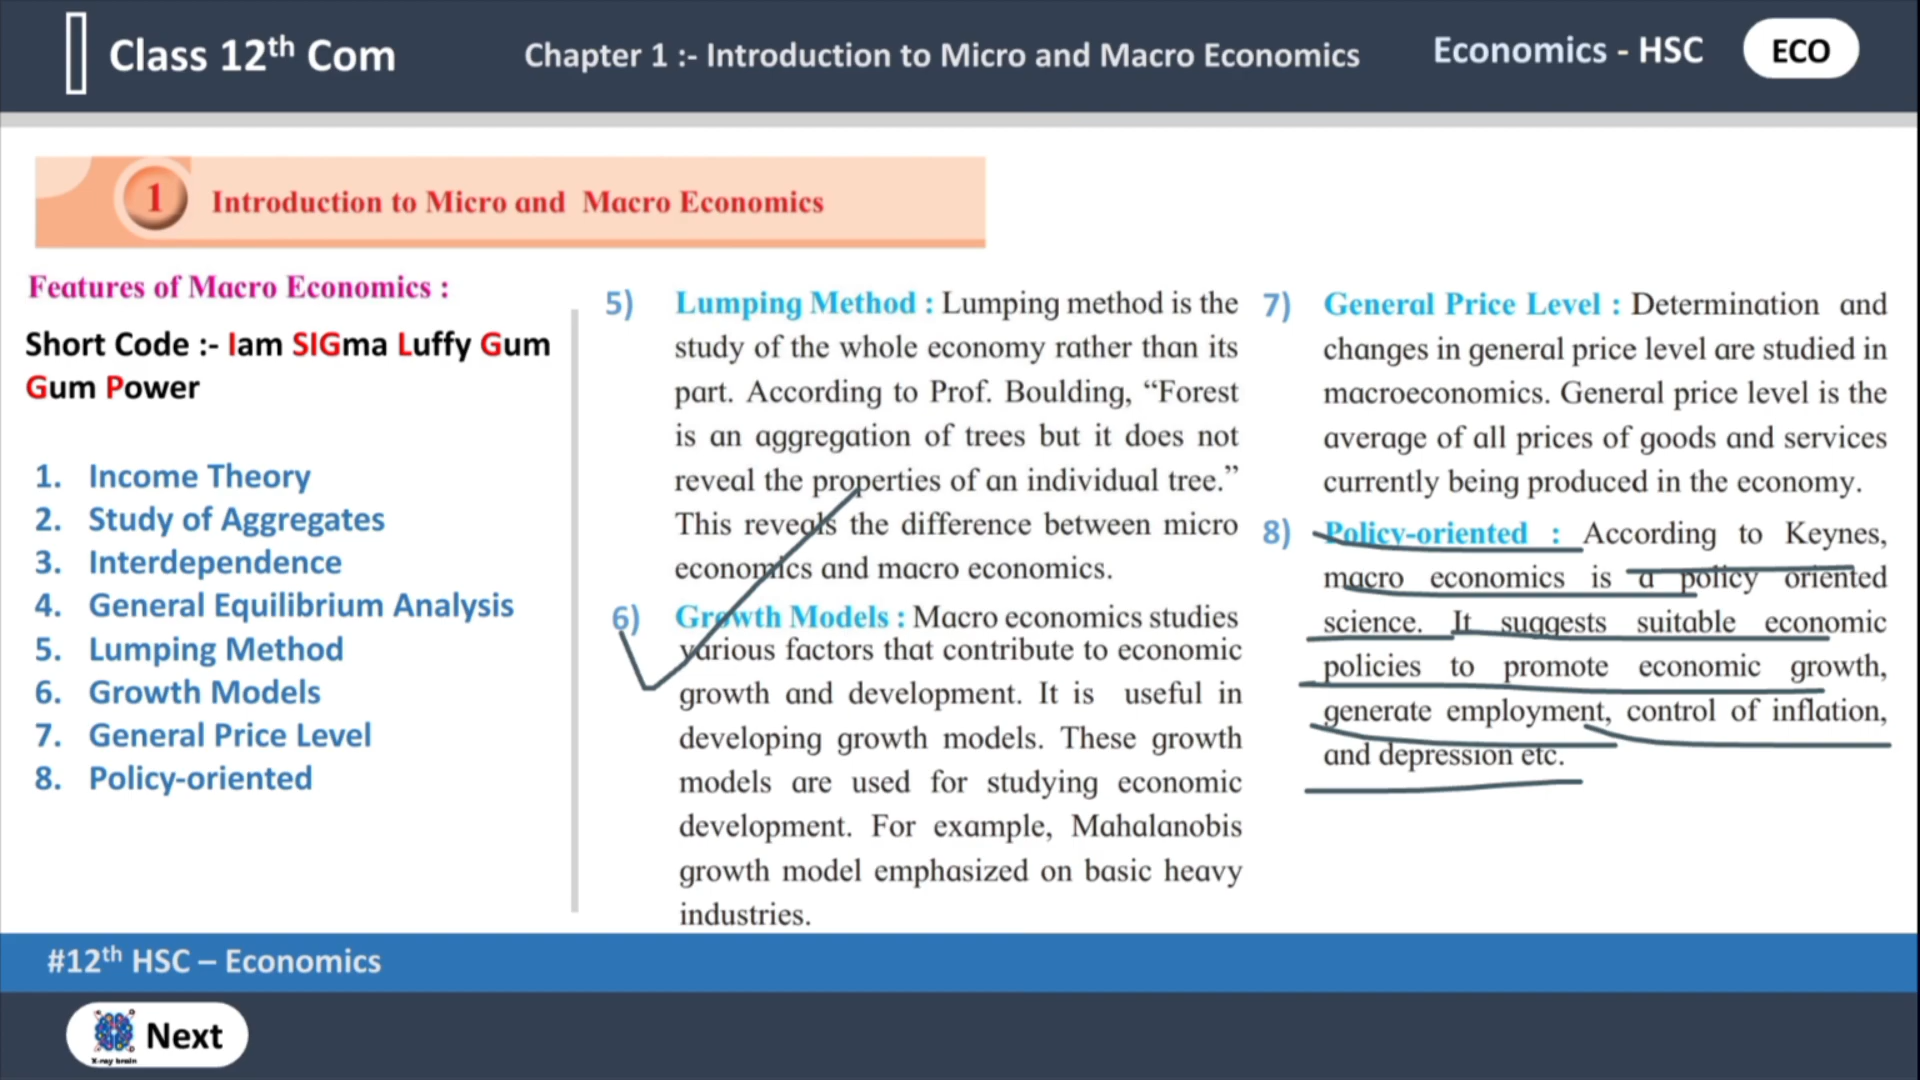 Class 12th Com
Chapter 1 :- Introduction to Micro and Macro Economics
Economics - HSC
ECO
1
Introduction to Micro and Macro Economics
Features of Macro Economics :
Short Code :- Iam SIGma Luffy Gum
Gum Power
1. Income Theory
2. Study of Aggregates
3. Interdependence
4. General Equilibrium Analysis
5. Lumping Method
6. Growth Models
7. General Price Level
8. Policy-oriented
5) Lumping Method : Lumping method is the
study of the whole economy rather than its
part. According to Prof. Boulding, “Forest
is an aggregation of trees but it does not
reveal the properties of an individual tree.”
This reveals the difference between micro
economics and macro economics.
6) Growth Models : Macro economics studies
various factors that contribute to economic
growth and development. It is useful in
developing growth models. These growth
models are used for studying economic
development. For example, Mahalanobis
growth model emphasized on basic heavy
industries.
7) General Price Level : Determination and
changes in general price level are studied in
macroeconomics. General price level is the
average of all prices of goods and services
currently being produced in the economy.
8) Policy-oriented : According to Keynes,
macro economics is a policy oriented
science. It suggests suitable economic
policies to promote economic growth,
generate employment, control of inflation,
and depression etc.
#12th HSC – Economics
X-ray brain
Next